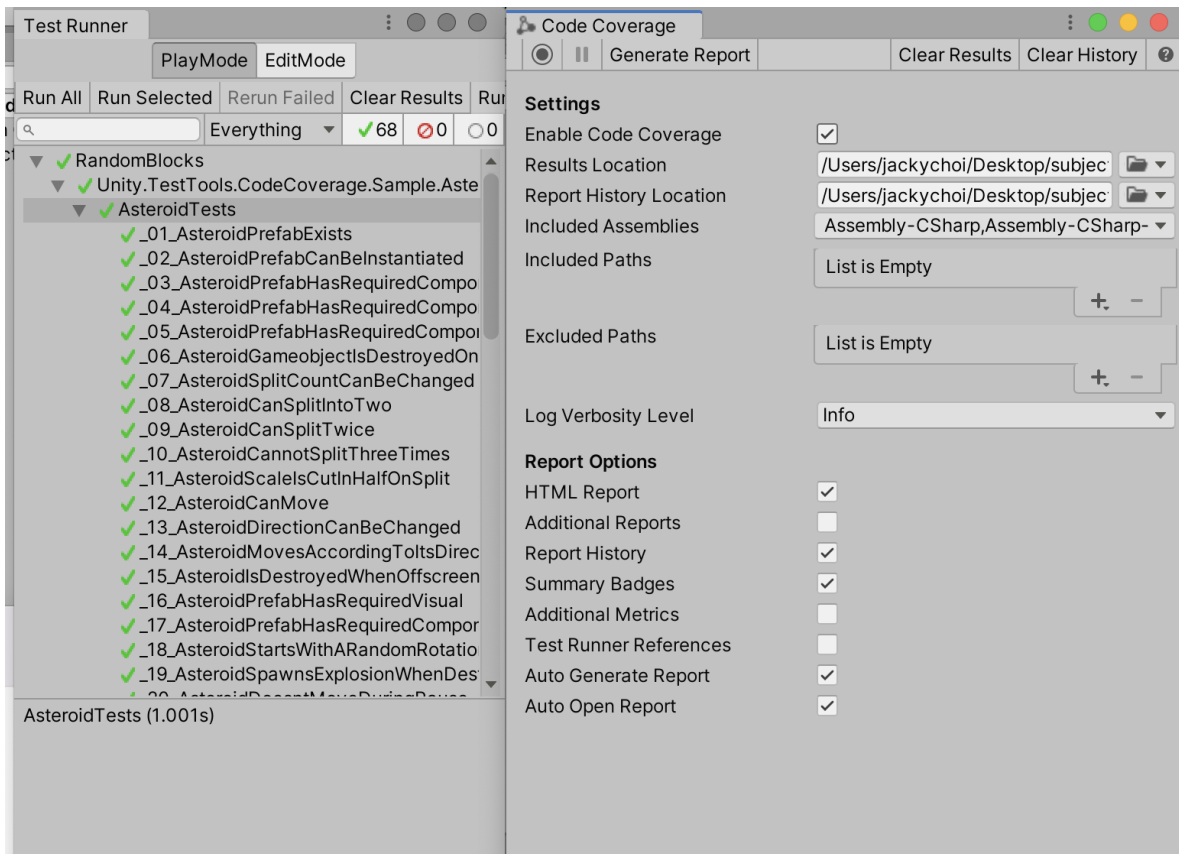 Test Runner
PlayMode EditMode
Run All Run Selected Rerun Failed Clear Results Ru
Everything 68 0 0
RandomBlocks
Unity.TestTools.CodeCoverage.Sample.Aste
AsteroidTests
_01_AsteroidPrefabExists
_02_AsteroidPrefabCanBeInstantiated
_03_AsteroidPrefabHasRequiredCompo
_04_AsteroidPrefabHasRequiredCompo
_05_AsteroidPrefabHasRequiredCompor
_06_AsteroidGameobjectIsDestroyedOn
_07_AsteroidSplitCountCanBeChanged
_08_AsteroidCanSplitIntoTwo
_09_AsteroidCanSplitTwice
_10_AsteroidCannotSplitThreeTimes
_11_AsteroidScaleIsCutInHalfOnSplit
_12_AsteroidCanMove
_13_AsteroidDirectionCanBeChanged
_14_AsteroidMovesAccordingToItsDirec
_15_AsteroidIsDestroyedWhenOffscreen
_16_AsteroidPrefabHasRequiredVisual
_17_AsteroidPrefabHasRequiredCompor
_18_AsteroidStartsWithARandomRotatio
_19_AsteroidSpawnsExplosionWhenDes
_20_AsteroidDoesntMoveDuringPause
AsteroidTests (1.001s)
Code Coverage
Generate Report Clear Results Clear History
Settings
Enable Code Coverage
Results Location /Users/jackychoi/Desktop/subjec
Report History Location /Users/jackychoi/Desktop/subjec
Included Assemblies Assembly-CSharp,Assembly-CSharp-
Included Paths List is Empty
Excluded Paths List is Empty
Log Verbosity Level Info
Report Options
HTML Report
Additional Reports
Report History
Summary Badges
Additional Metrics
Test Runner References
Auto Generate Report
Auto Open Report